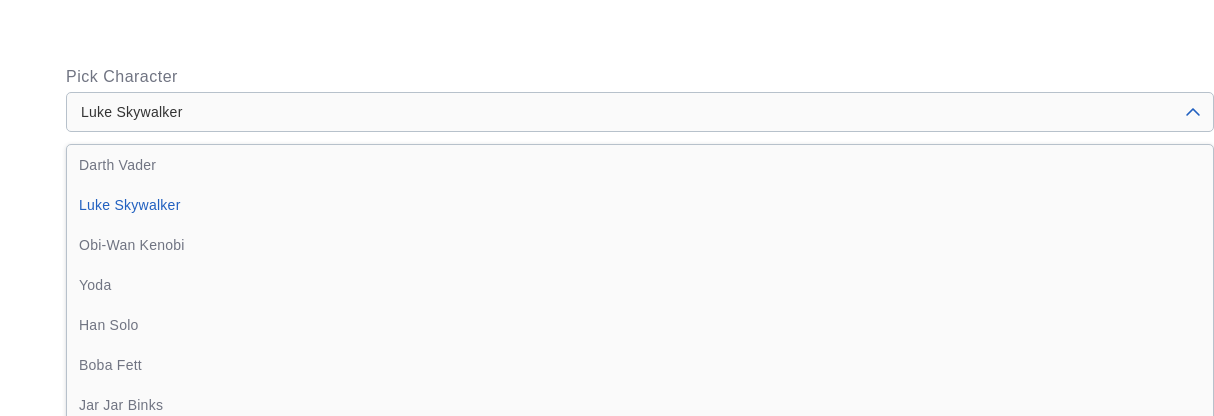 Pick Character
Luke Skywalker
Darth Vader
Luke Skywalker
Obi-Wan Kenobi
Yoda
Han Solo
Boba Fett
Jar Jar Binks